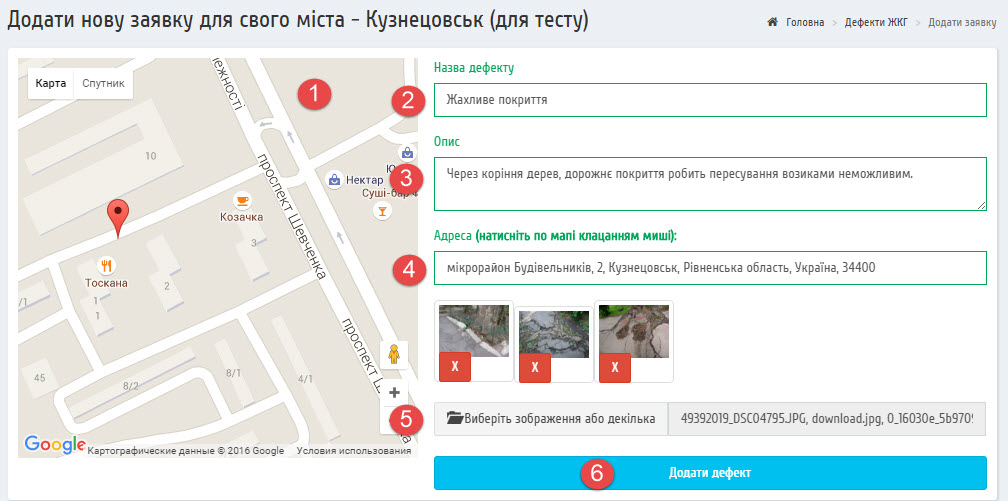 Додати нову заявку для свого міста - Кузнецовськ (для тесту)
Головна > Дефекти ЖКГ > Додати заявку
Карта Спутник
1
10
проспект Шевченка
Нектар
Суші-бар
Козачка
Тоскана
1
1
2
/1
3
45
8/2
8/1
4/1
Google
Картографические данные © 2016 Google Условия использования
Назва дефекту
2
Жахливе покриття
Опис
3
Через коріння дерев, дорожнє покриття робить пересування возиками неможливим.
Адреса (натисніть по мапі клацанням миші):
4
мікрорайон Будівельників, 2, Кузнецовськ, Рівненська область, Україна, 34400
X X X
5
Виберіть зображення або декілька
49392019_DSC04795.JPG, download.jpg, 0_16030e_5b970
6
Додати дефект